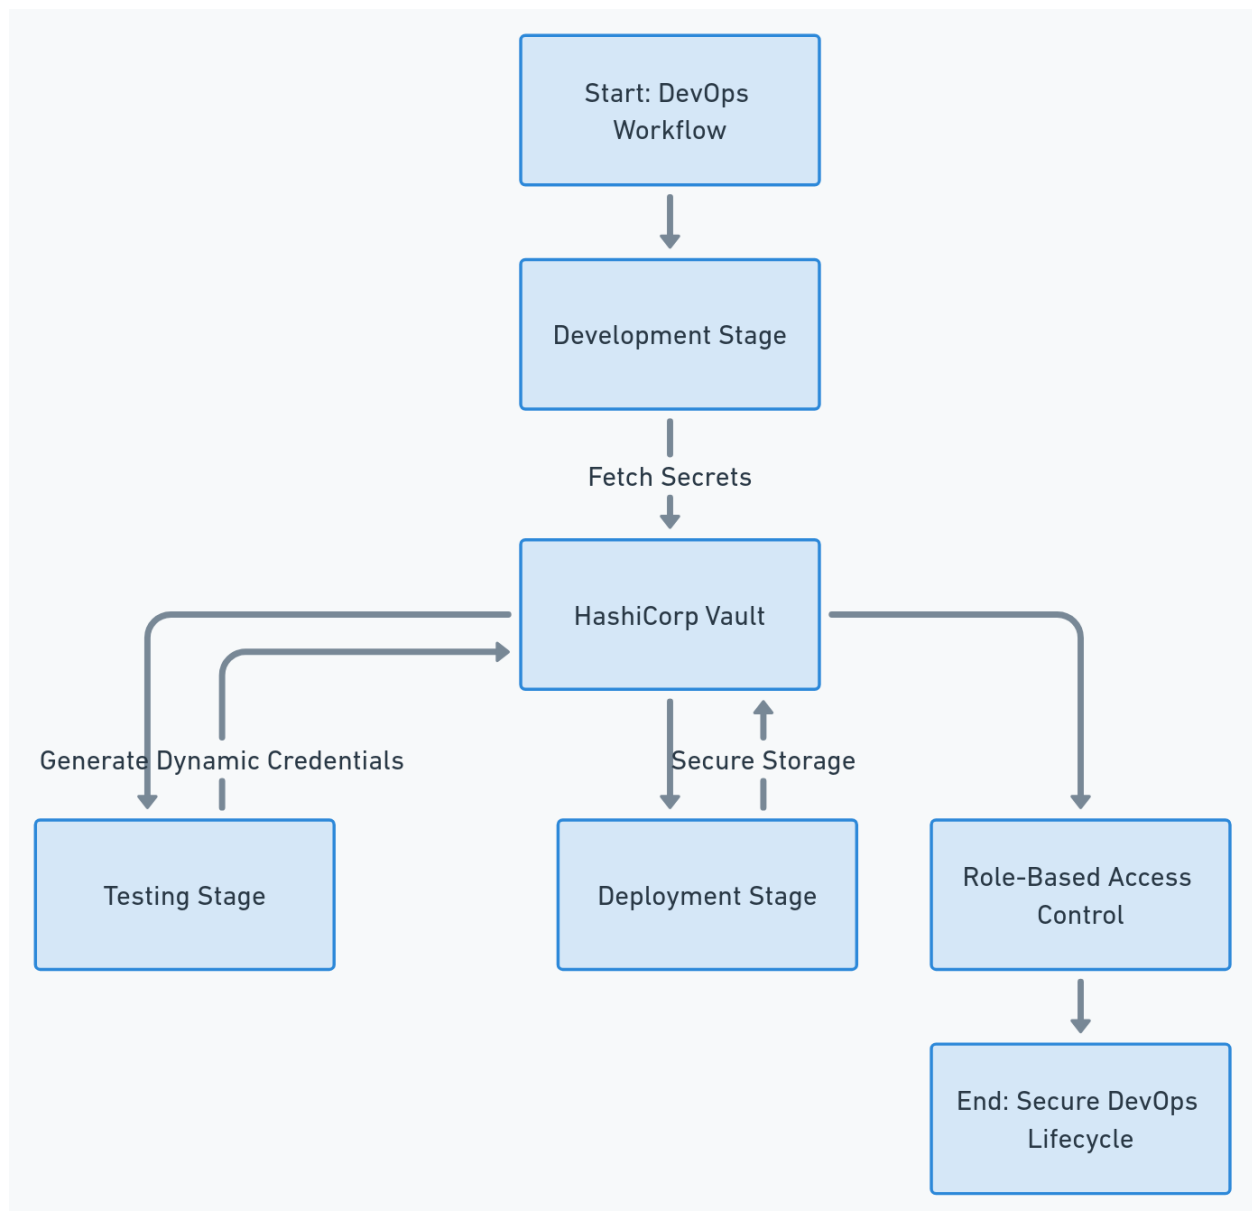 Start: DevOps
Workflow
Development Stage
Fetch Secrets
HashiCorp Vault
Generate Dynamic Credentials
Secure Storage
Testing Stage
Deployment Stage
Role-Based Access
Control
End: Secure DevOps
Lifecycle